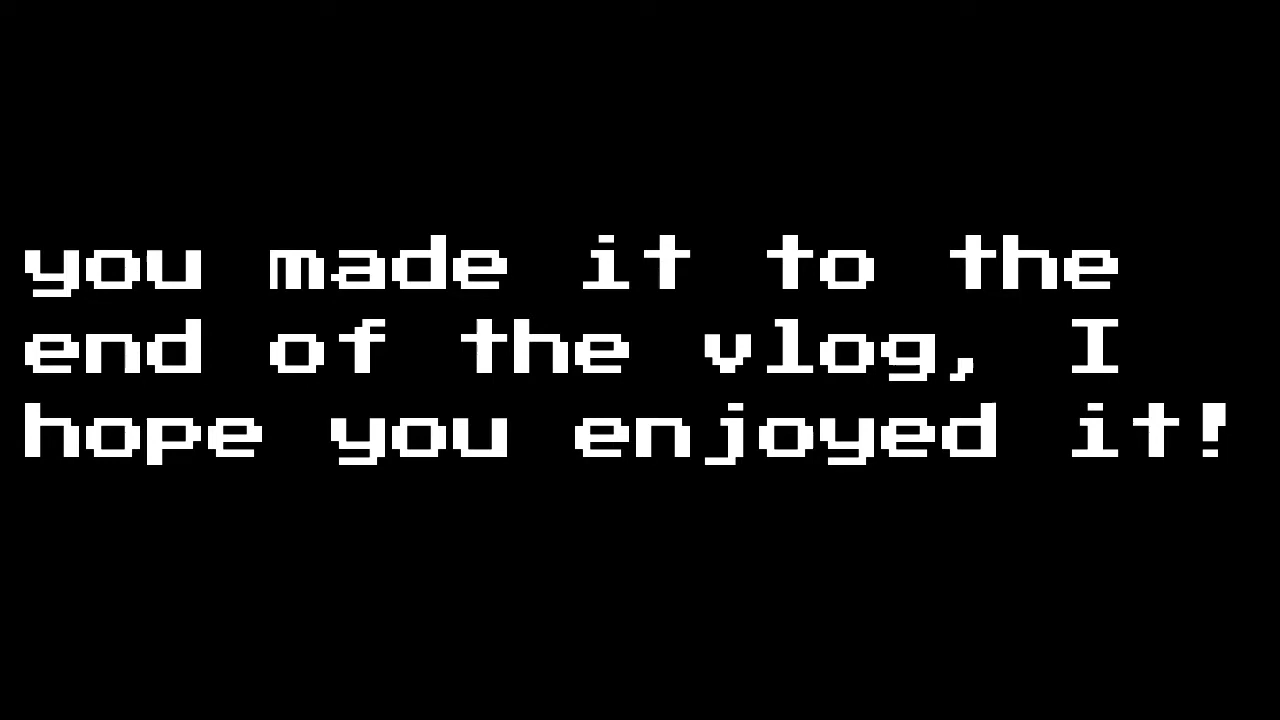 you made it to the
end of the vlog, I
hope you enjoyed it!